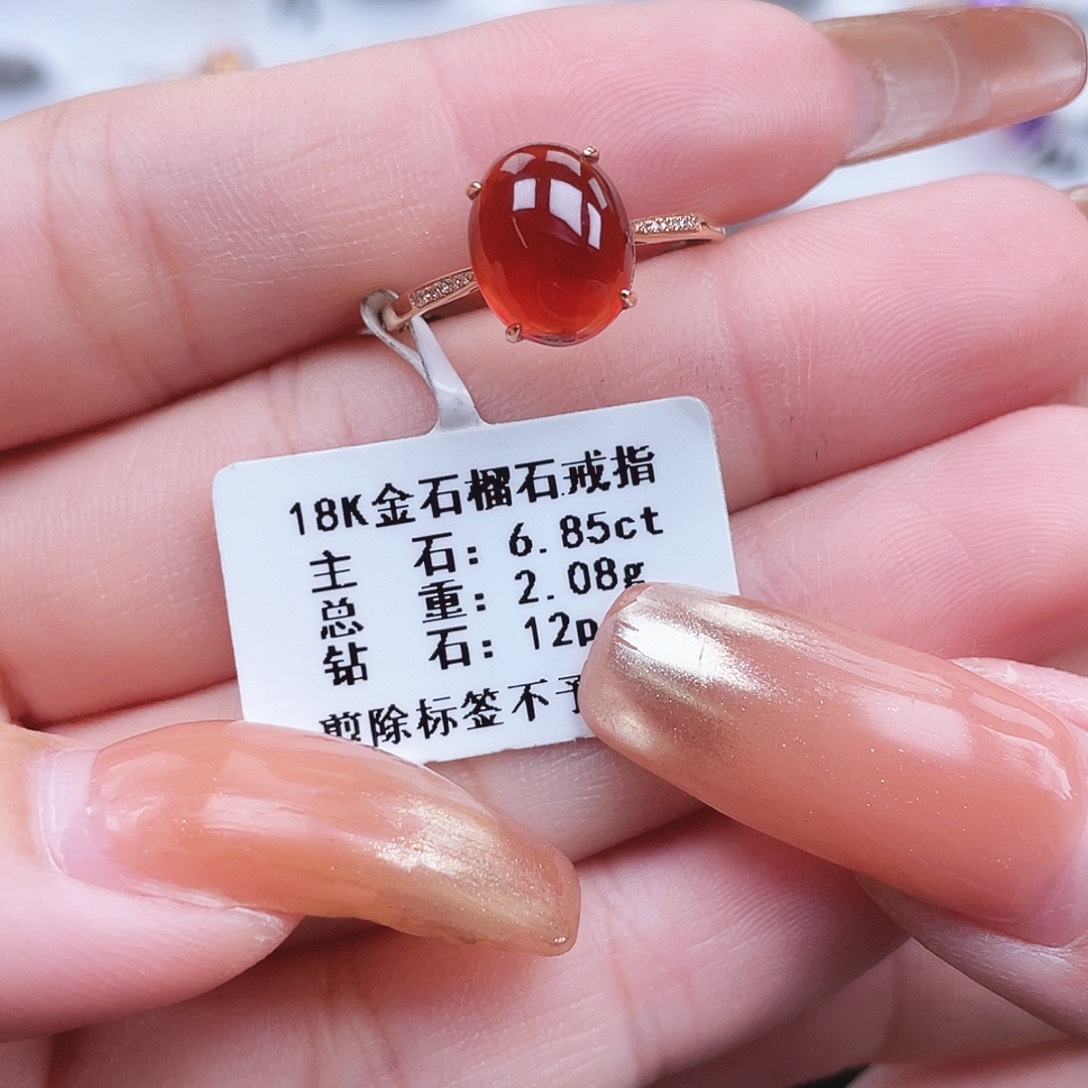 18K金石榴石戒指
主 石: 6.85ct
总 重: 2.08g
钻 石: 12p
剪除标签不予